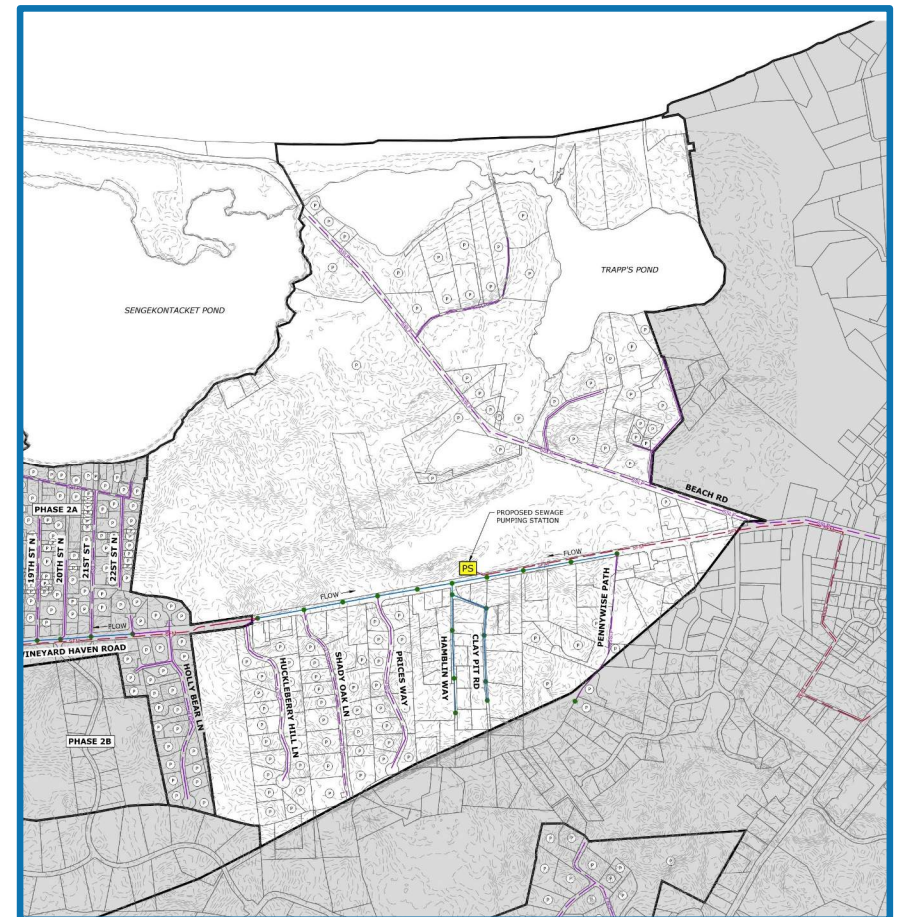 SENGEKONTACKET POND
TRAPP'S POND
BEACH RD
PROPOSED SEWAGE
PUMPING STATION
PS
FLOW
FLOW
FLOW
PHASE 2A
19TH ST N
20TH ST N
21ST ST
22ST ST N
VINEYARD HAVEN ROAD
HOLLY BEAR LN
HUCKLEBERRY HILL LN
SHADY OAK LN
PRICES WAY
HAMBLIN WAY
CLAY PIT RD
PENNYWISE PATH
PHASE 2B